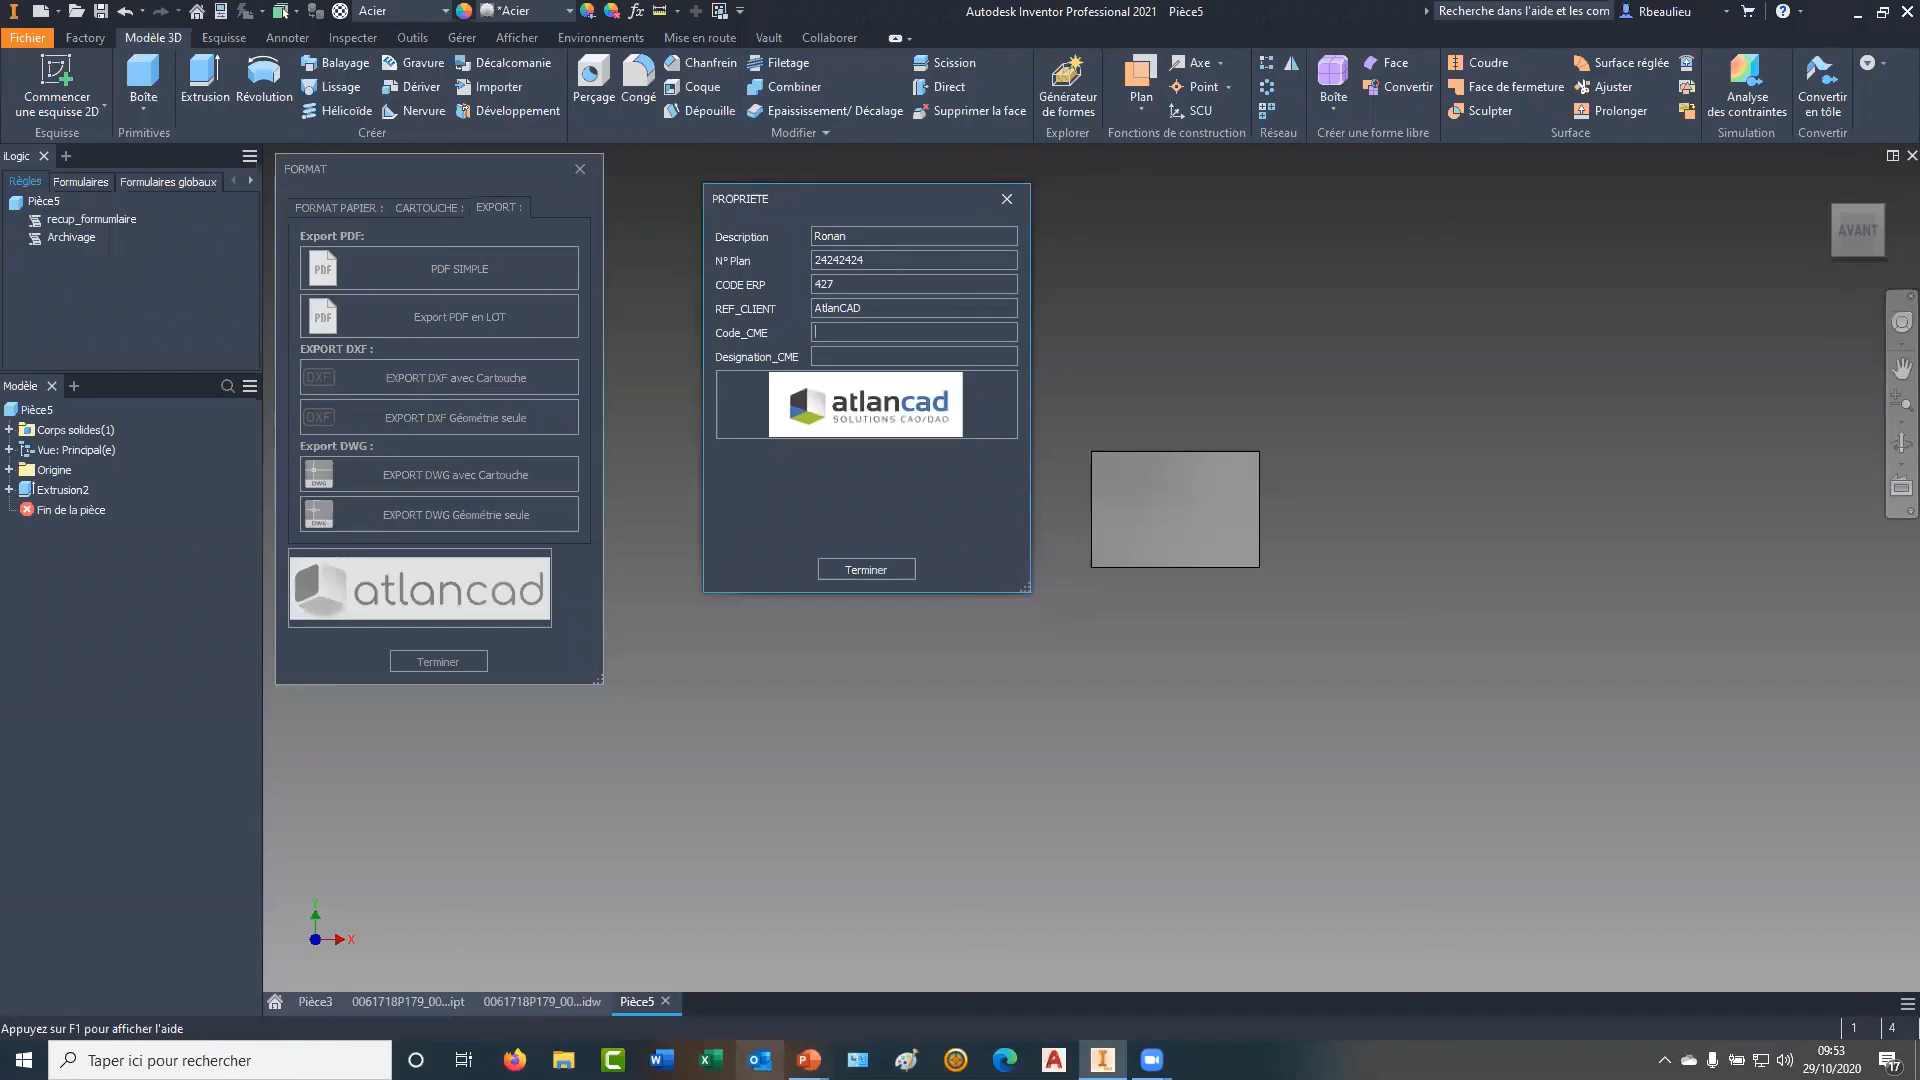 Acier
*Acier
fx
Autodesk Inventor Professional 2021 Pièce5
Recherche dans l'aide et les com
Rbeaulieu
Fichier Factory Modèle 3D Esquisse Annoter Inspecter Outils Gérer Afficher Environnements Mise en route Vault Collaborer
Commencer
une esquisse 2D
Esquisse
Boîte
Primitives
Extrusion Révolution
Balayage
Lissage
Hélicoïde
Gravure
Dériver
Nervure
Décalcomanie
Importer
Développement
Créer
Perçage Congé
Chanfrein
Coque
Dépouille
Filetage
Combiner
Epaississement/ Décalage
Scission
Direct
Supprimer la face
Modifier
Générateur
de formes
Explorer
Plan
Axe
Point
SCU
Fonctions de construction
Réseau
Boîte
Face
Convertir
Créer une forme libre
Coudre
Face de fermeture
Sculpter
Surface réglée
Ajuster
Prolonger
Surface
Analyse
des contraintes
Simulation
Convertir
en tôle
Convertir
iLogic
Règles Formulaires Formulaires globaux
Pièce5
recup_formumlaire
Archivage
Modèle
Pièce5
Corps solides(1)
Vue: Principal(e)
Origine
Extrusion2
Fin de la pièce
FORMAT
FORMAT PAPIER : CARTOUCHE : EXPORT :
Export PDF:
PDF PDF SIMPLE
PDF Export PDF en LOT
EXPORT DXF :
DXF EXPORT DXF avec Cartouche
DXF EXPORT DXF Géométrie seule
Export DWG :
DWG EXPORT DWG avec Cartouche
DWG EXPORT DWG Géométrie seule
atlancad
Terminer
PROPRIETE
Description Ronan
N° Plan 24242424
CODE ERP 427
REF_CLIENT AtlanCAD
Code_CME
Designation_CME
atlancad
SOLUTIONS CAO/DAO
Terminer
AVANT
Y
X
Pièce3 0061718P179_00...ipt 0061718P179_00...idw Pièce5
Appuyez sur F1 pour afficher l'aide
1 4
Taper ici pour rechercher
09:53
29/10/2020
17